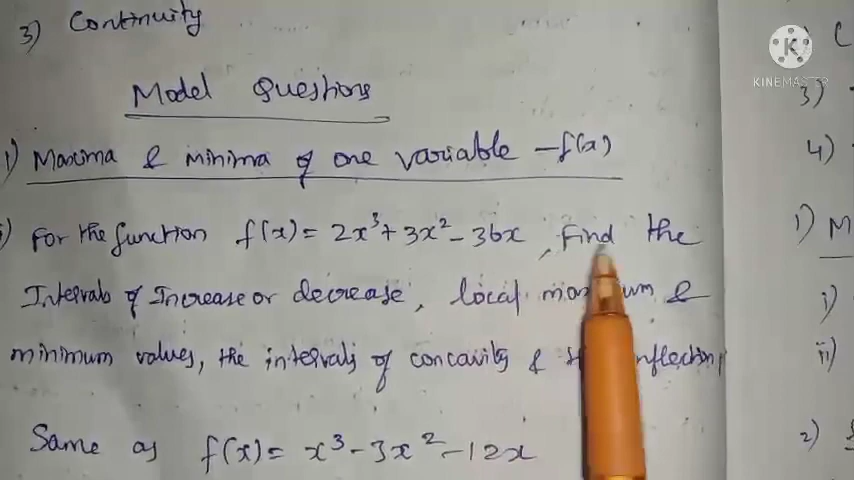 3) Continuity
Model Questions
1) Maxima & minima of one variable - f(x)
i) For the function f(x) = 2x³ + 3x² - 36x, Find the
Intervals of Increase or decrease, local &
minimum values, the intervals of concavity & inflection
Same as f(x) = x³ - 3x² - 12x
C
3)
4)
1) M
i)
ii)
2)
K
KINEMASTER